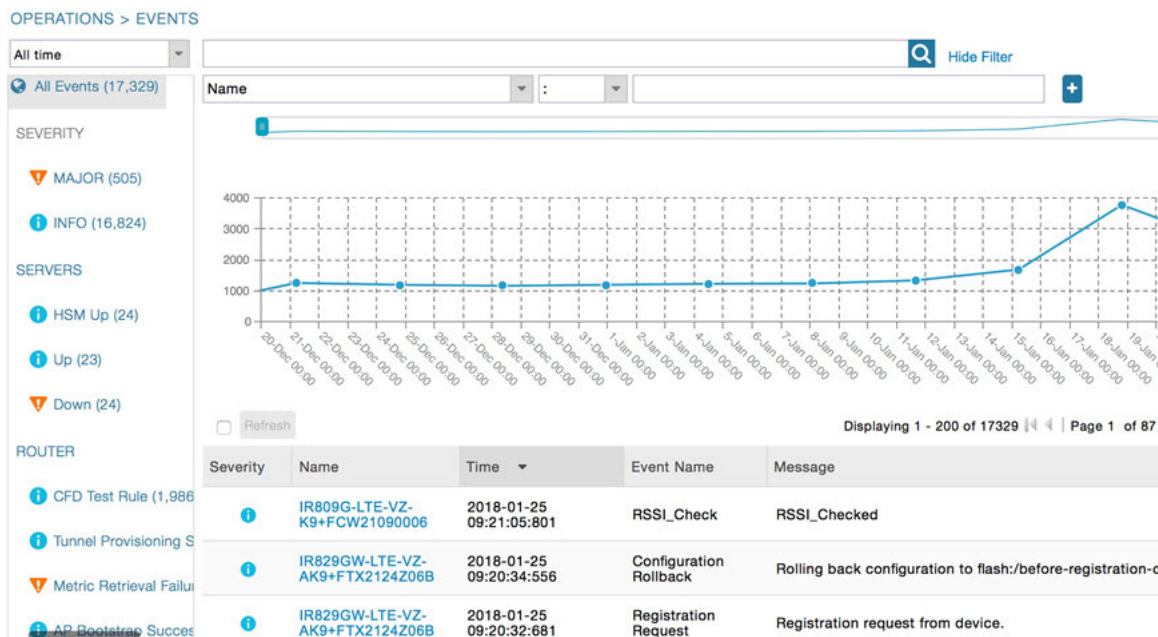 OPERATIONS > EVENTS
All time
Hide Filter
All Events (17,329)
Name
:
+
SEVERITY
MAJOR (505)
INFO (16,824)
SERVERS
HSM Up (24)
Up (23)
Down (24)
ROUTER
CFD Test Rule (1,986
Tunnel Provisioning S
Metric Retrieval Failu
AP Bootstrap Succes
4000
3000
2000
1000
0
20-Dec 00:00
21-Dec 00:00
22-Dec 00:00
23-Dec 00:00
24-Dec 00:00
25-Dec 00:00
26-Dec 00:00
27-Dec 00:00
28-Dec 00:00
29-Dec 00:00
30-Dec 00:00
31-Dec 00:00
1-Jan 00:00
2-Jan 00:00
3-Jan 00:00
4-Jan 00:00
5-Jan 00:00
6-Jan 00:00
7-Jan 00:00
8-Jan 00:00
9-Jan 00:00
10-Jan 00:00
11-Jan 00:00
12-Jan 00:00
13-Jan 00:00
14-Jan 00:00
15-Jan 00:00
16-Jan 00:00
17-Jan 00:00
18-Jan 00:00
19-Jan 0
Refresh
Displaying 1 - 200 of 17329
Page 1 of 87
Severity Name Time Event Name Message
IR809G-LTE-VZ-
K9+FCW21090006
2018-01-25
09:21:05:801
RSSI_Check
RSSI_Checked
IR829GW-LTE-VZ-
AK9+FTX2124Z06B
2018-01-25
09:20:34:556
Configuration
Rollback
Rolling back configuration to flash:/before-registration-c
IR829GW-LTE-VZ-
AK9+FTX2124Z06B
2018-01-25
09:20:32:681
Registration
Request
Registration request from device.